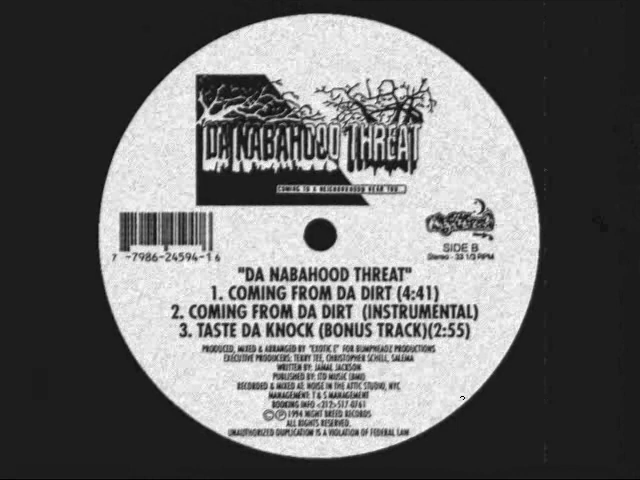 DA NABAHOOD THREAT
COMING TO A NEIGHBORHOOD NEAR YOU...
7 -7986-24594-1 6
SIDE B
Stereo - 33 1/3 RPM
"DA NABAHOOD THREAT"
1. COMING FROM DA DIRT (4:41)
2. COMING FROM DA DIRT (INSTRUMENTAL)
3. TASTE DA KNOCK (BONUS TRACK)(2:55)
PRODUCED, MIXED & ARRANGED BY "EXOTIC E" FOR BUMPHEADZ PRODUCTIONS
EXECUTIVE PRODUCERS: TERRY TEE, CHRISTOPHER SCHELL, SALEMA
WRITTEN BY: JAMAL JACKSON
PUBLISHED BY: ITD MUSIC (BMI)
RECORDED & MIXED AT: NOISE IN THE ATTIC STUDIO, NYC
MANAGEMENT: T & S MANAGEMENT
BOOKING INFO <212> 517 0761
©℗ 1994 NIGHT BREED RECORDS
ALL RIGHTS RESERVED.
UNAUTHORIZED DUPLICATION IS A VIOLATION OF FEDERAL LAW